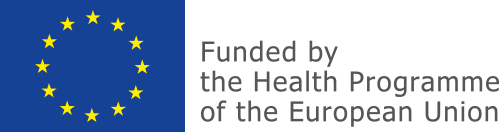 Funded by
the Health Programme
of the European Union